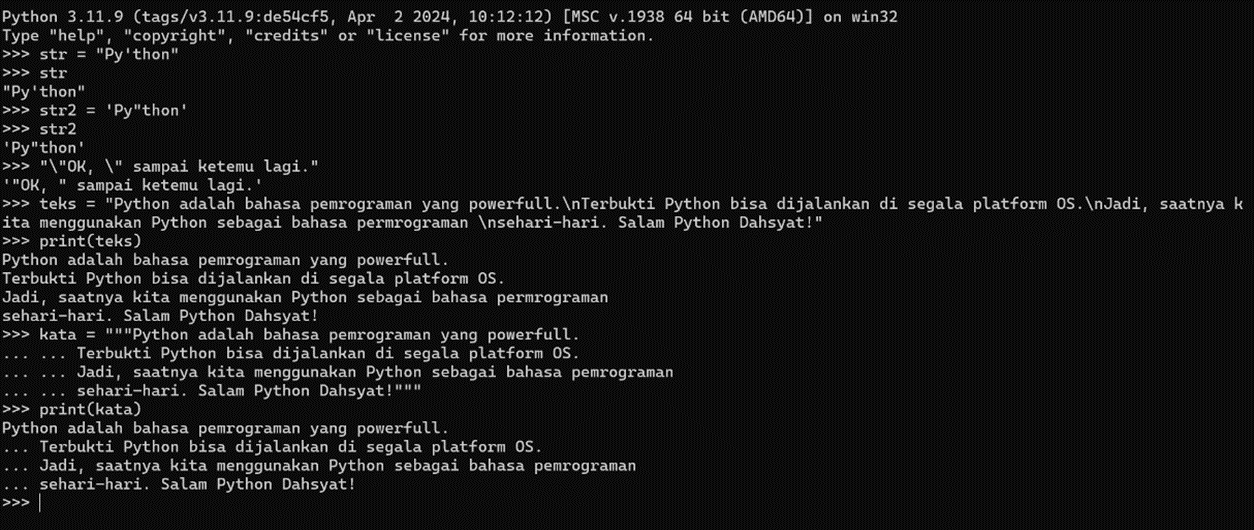 Python 3.11.9 (tags/v3.11.9:de54cf5, Apr  2 2024, 10:12:12) [MSC v.1938 64 bit (AMD64)] on win32
Type "help", "copyright", "credits" or "license" for more information.
>>> str = "Py'thon"
>>> str
"Py'thon"
>>> str2 = 'Py"thon'
>>> str2
'Py"thon'
>>> "\"OK, \" sampai ketemu lagi."
'"OK, " sampai ketemu lagi.'
>>> teks = "Python adalah bahasa pemrograman yang powerfull.\nTerbukti Python bisa dijalankan di segala platform OS.\nJadi, saatnya k
ita menggunakan Python sebagai bahasa permrograman \nsehari-hari. Salam Python Dahsyat!"
>>> print(teks)
Python adalah bahasa pemrograman yang powerfull.
Terbukti Python bisa dijalankan di segala platform OS.
Jadi, saatnya kita menggunakan Python sebagai bahasa permrograman
sehari-hari. Salam Python Dahsyat!
>>> kata = """Python adalah bahasa pemrograman yang powerfull.
... ... Terbukti Python bisa dijalankan di segala platform OS.
... ... Jadi, saatnya kita menggunakan Python sebagai bahasa pemrograman
... ... sehari-hari. Salam Python Dahsyat!"""
>>> print(kata)
Python adalah bahasa pemrograman yang powerfull.
... Terbukti Python bisa dijalankan di segala platform OS.
... Jadi, saatnya kita menggunakan Python sebagai bahasa pemrograman
... sehari-hari. Salam Python Dahsyat!
>>>